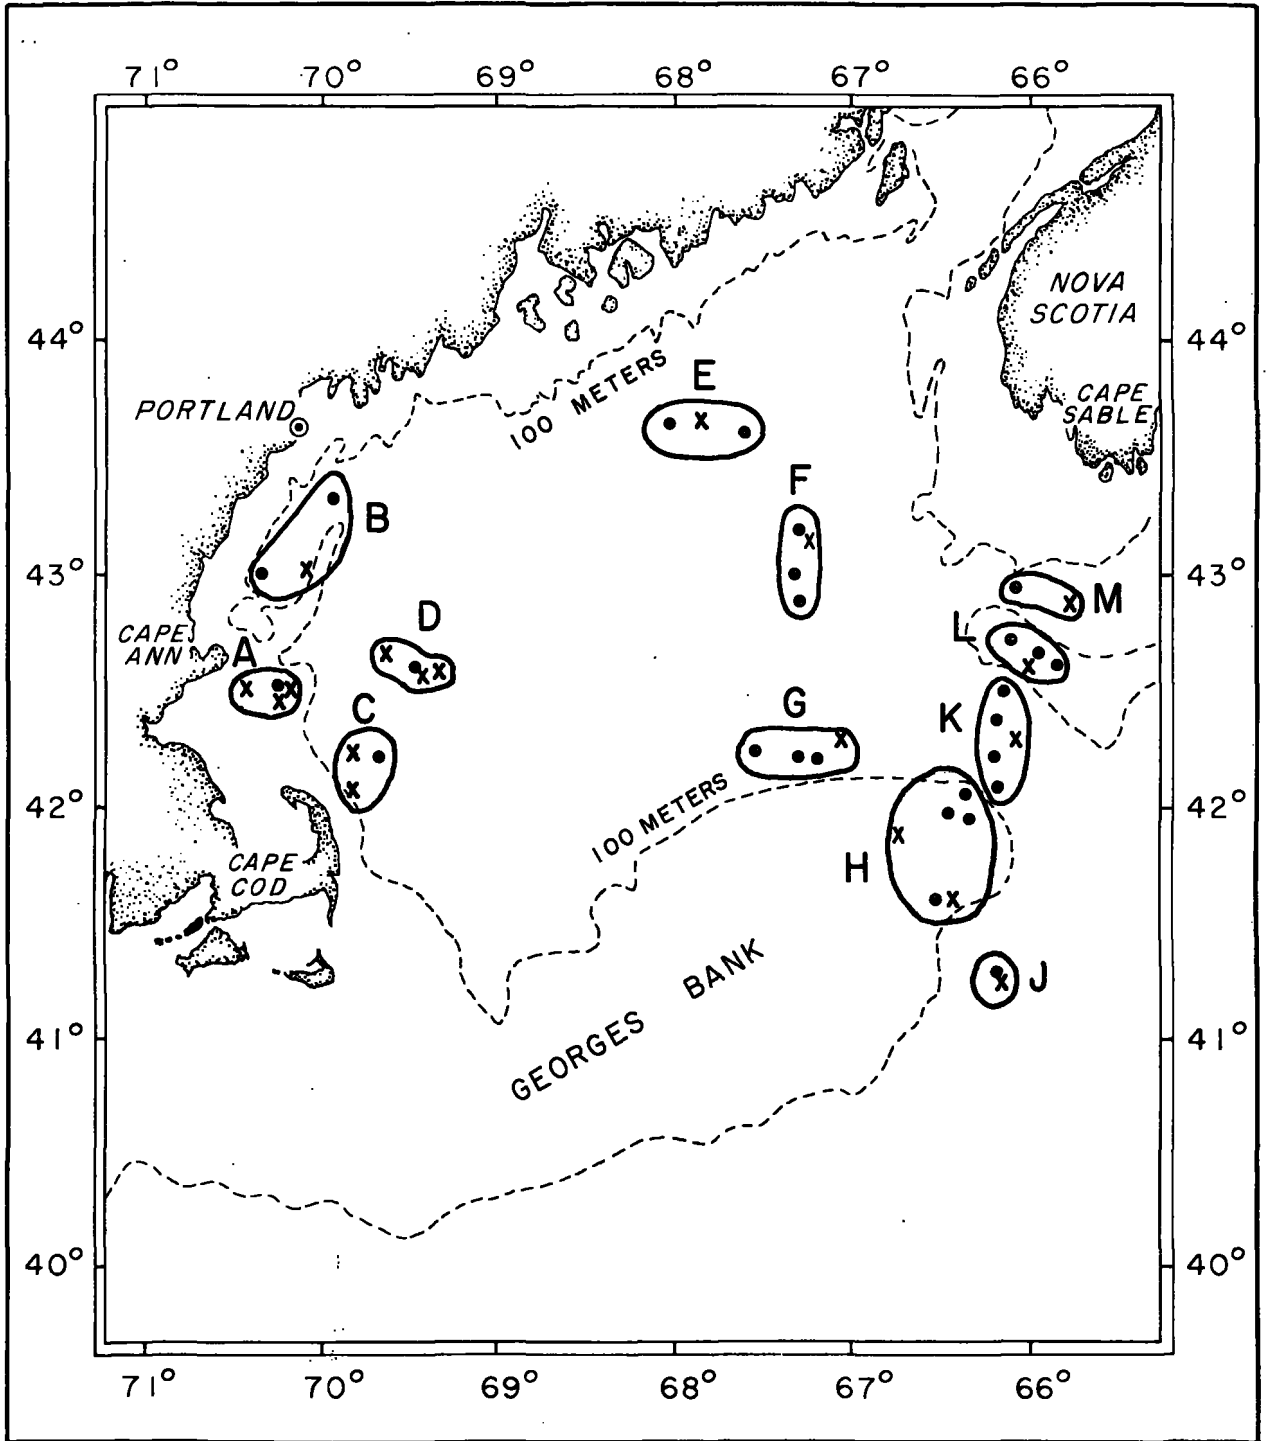 71° 70° 69° 68° 67° 66°
NOVA
SCOTIA
44° 44°
100 METERS
E
CAPE
SABLE
PORTLAND
F
B
43° 43°
M
D
L
CAPE
ANN
A
C
G
K
42° 42°
100 METERS
CAPE
COD
H
GEORGES BANK
J
41° 41°
40° 40°
71° 70° 69° 68° 67° 66°